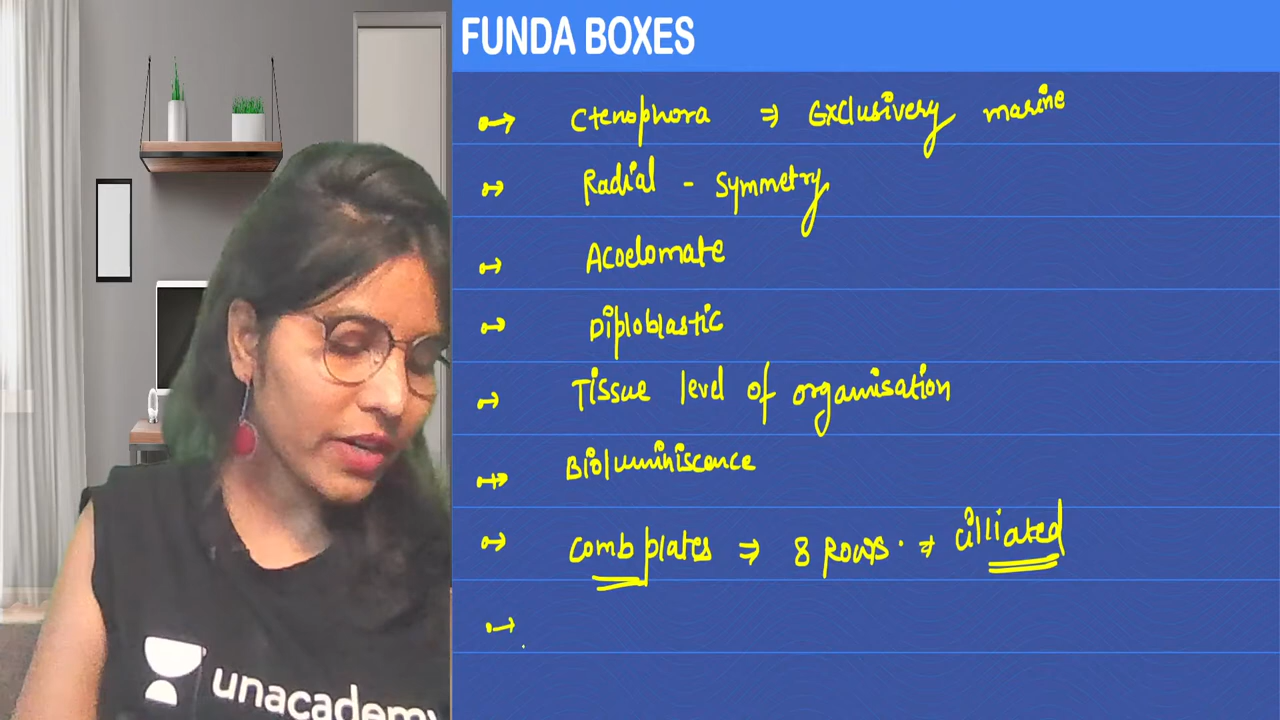 FUNDA BOXES
Ctenophora ⇒ Exclusivery marine
Radial - Symmetry
Acoelomate
Diploblastic
Tissue level of organisation
Bioluminiscence
Comb plates ⇒ 8 rows. ⇒ cilliated
unacademy